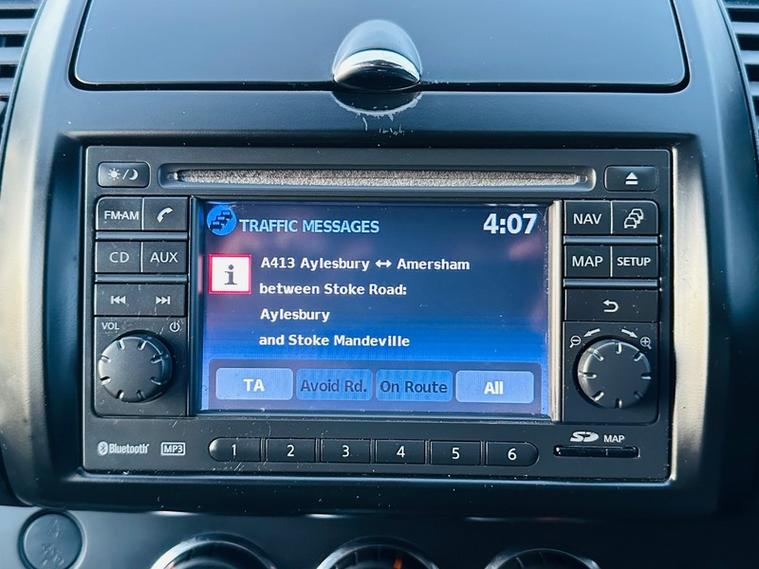 FM·AM
CD
AUX
VOL
TRAFFIC MESSAGES
4:07
i
A413 Aylesbury ↔ Amersham
between Stoke Road:
Aylesbury
and Stoke Mandeville
TA
Avoid Rd.
On Route
All
NAV
MAP
SETUP
Bluetooth
MP3
1
2
3
4
5
6
SD
MAP